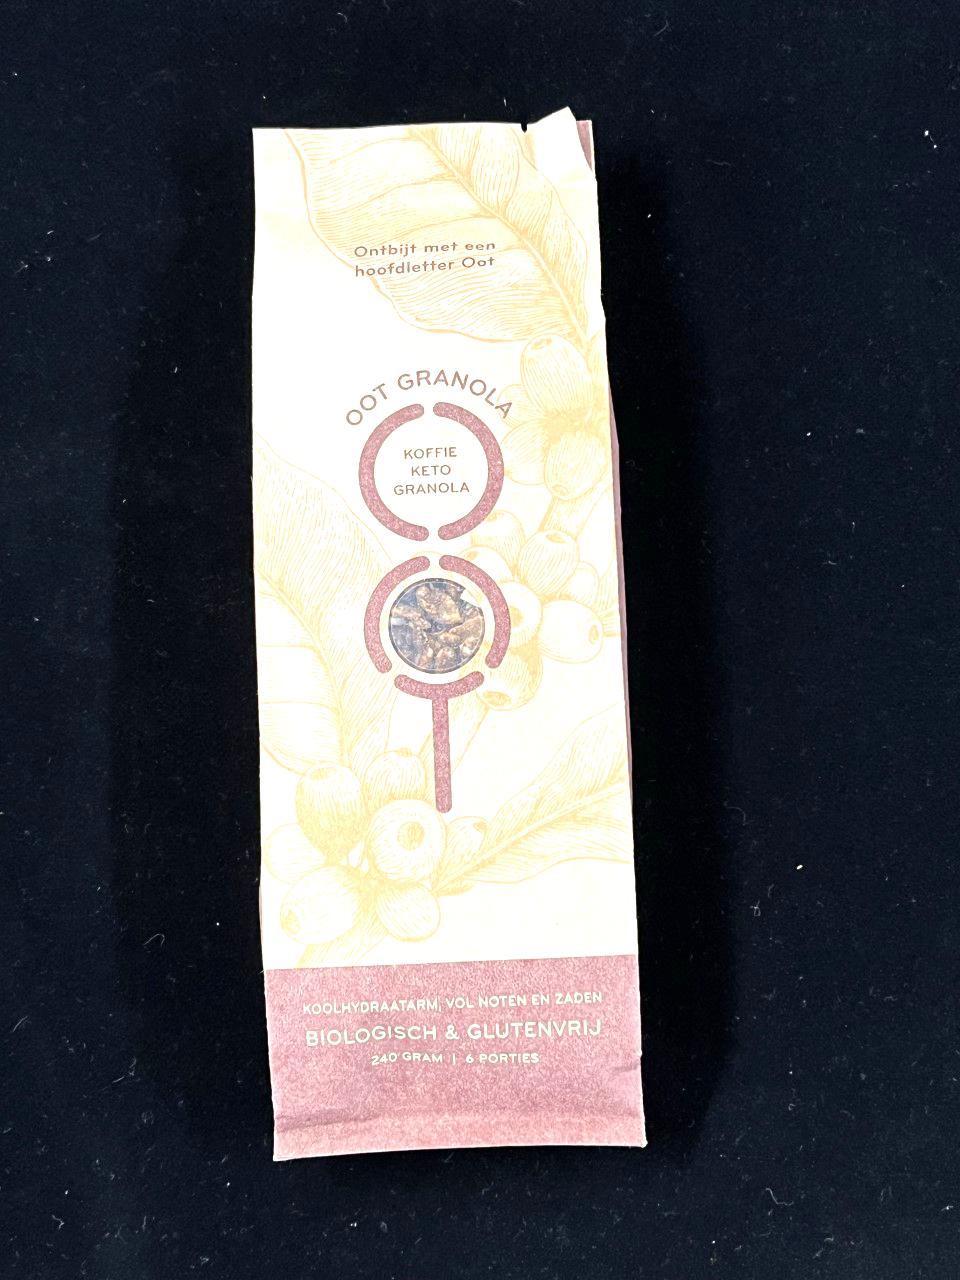 Ontbijt met een
hoofdletter Oot
OOT GRANOLA
KOFFIE
KETO
GRANOLA
KOOLHYDRAATARM, VOL NOTEN EN ZADEN
BIOLOGISCH & GLUTENVRIJ
240 GRAM | 6 PORTIES